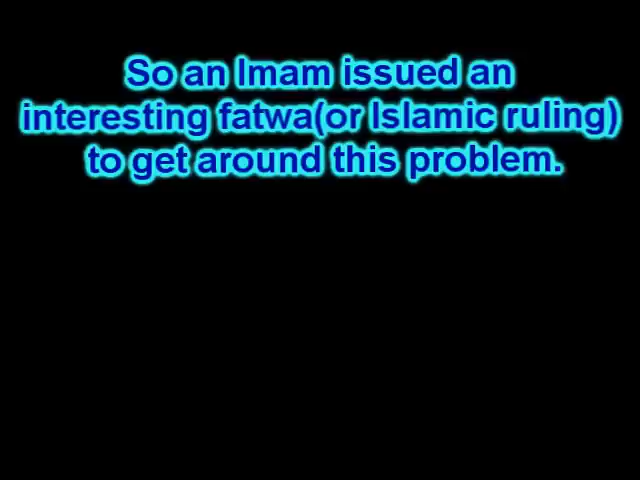 So an Imam issued an
interesting fatwa(or Islamic ruling)
to get around this problem.